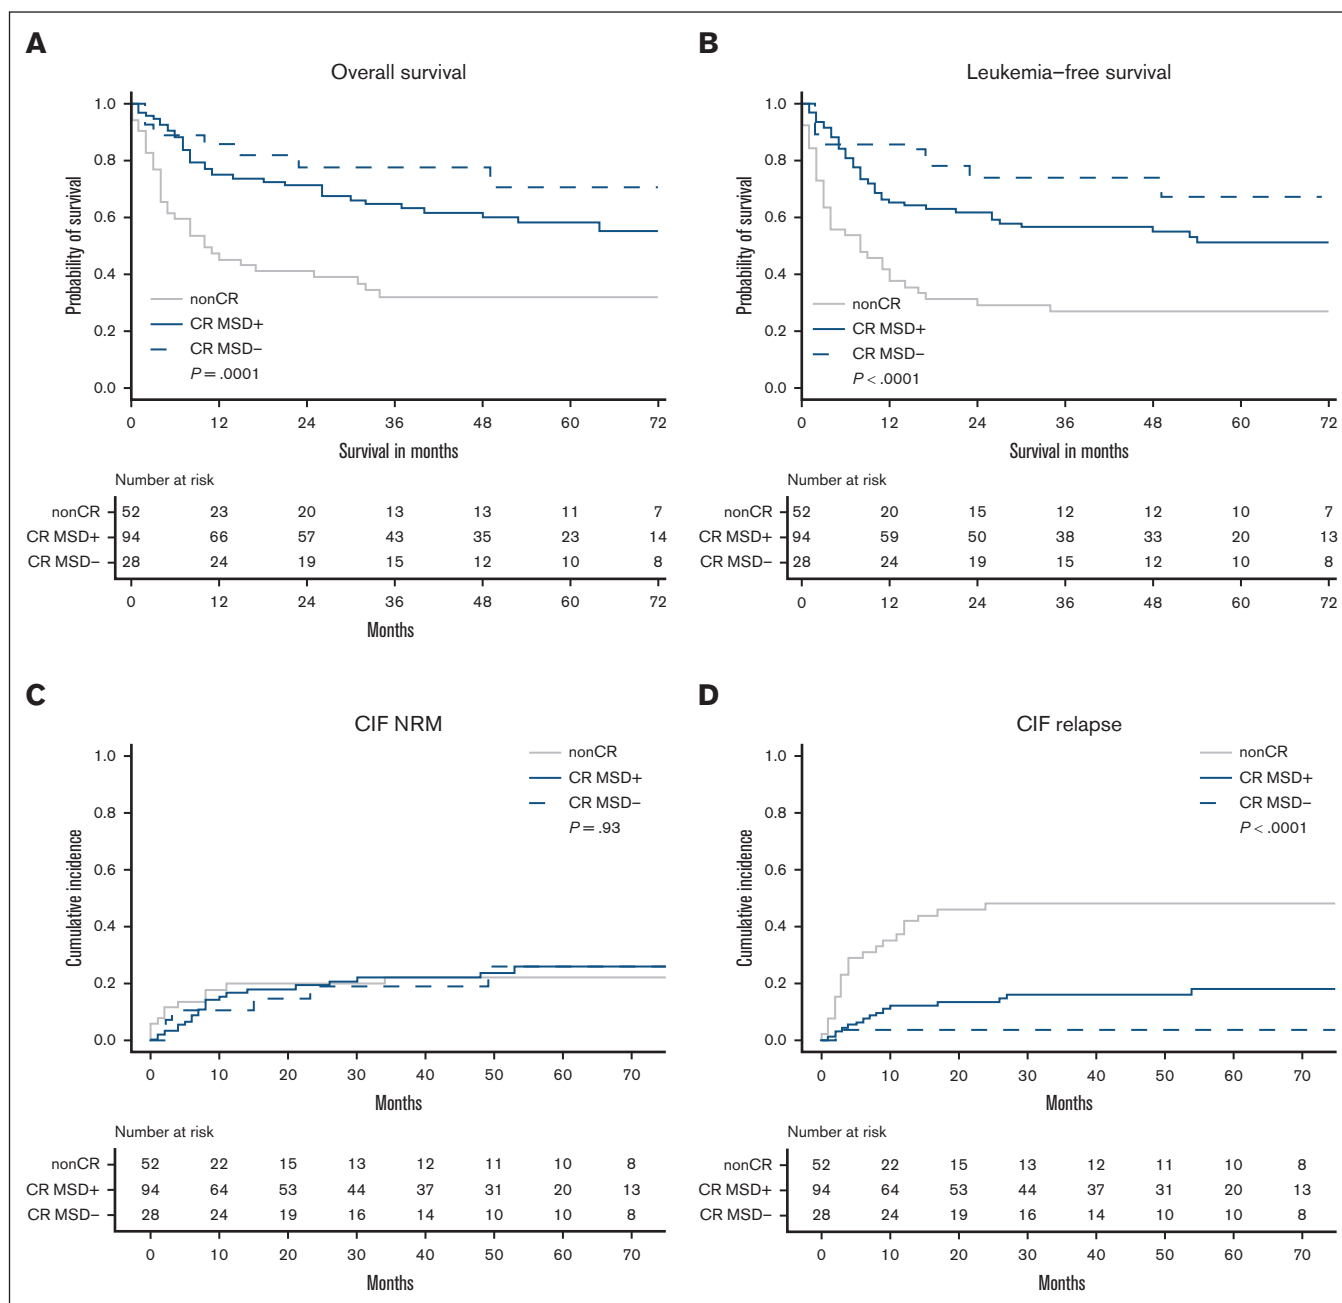 A
Overall survival
Probability of survival
1.0
0.8
0.6
0.4
0.2
0.0
nonCR
CR MSD+
CR MSD–
P = .0001
0 12 24 36 48 60 72
Survival in months
Number at risk
nonCR 52 23 20 13 13 11 7
CR MSD+ 94 66 57 43 35 23 14
CR MSD– 28 24 19 15 12 10 8
0 12 24 36 48 60 72
Months
B
Leukemia–free survival
Probability of survival
1.0
0.8
0.6
0.4
0.2
0.0
nonCR
CR MSD+
CR MSD–
P < .0001
0 12 24 36 48 60 72
Survival in months
Number at risk
nonCR 52 20 15 12 12 10 7
CR MSD+ 94 59 50 38 33 20 13
CR MSD– 28 24 19 15 12 10 8
0 12 24 36 48 60 72
C
CIF NRM
Cumulative incidence
1.0
0.8
0.6
0.4
0.2
0.0
nonCR
CR MSD+
CR MSD–
P = .93
0 10 20 30 40 50 60 70
Months
Number at risk
nonCR 52 22 15 13 12 11 10 8
CR MSD+ 94 64 53 44 37 31 20 13
CR MSD– 28 24 19 16 14 10 10 8
0 10 20 30 40 50 60 70
Months
D
CIF relapse
Cumulative incidence
1.0
0.8
0.6
0.4
0.2
0.0
nonCR
CR MSD+
CR MSD–
P < .0001
0 10 20 30 40 50 60 70
Months
Number at risk
nonCR 52 22 15 13 12 11 10 8
CR MSD+ 94 64 53 44 37 31 20 13
CR MSD– 28 24 19 16 14 10 10 8
0 10 20 30 40 50 60 70
Months